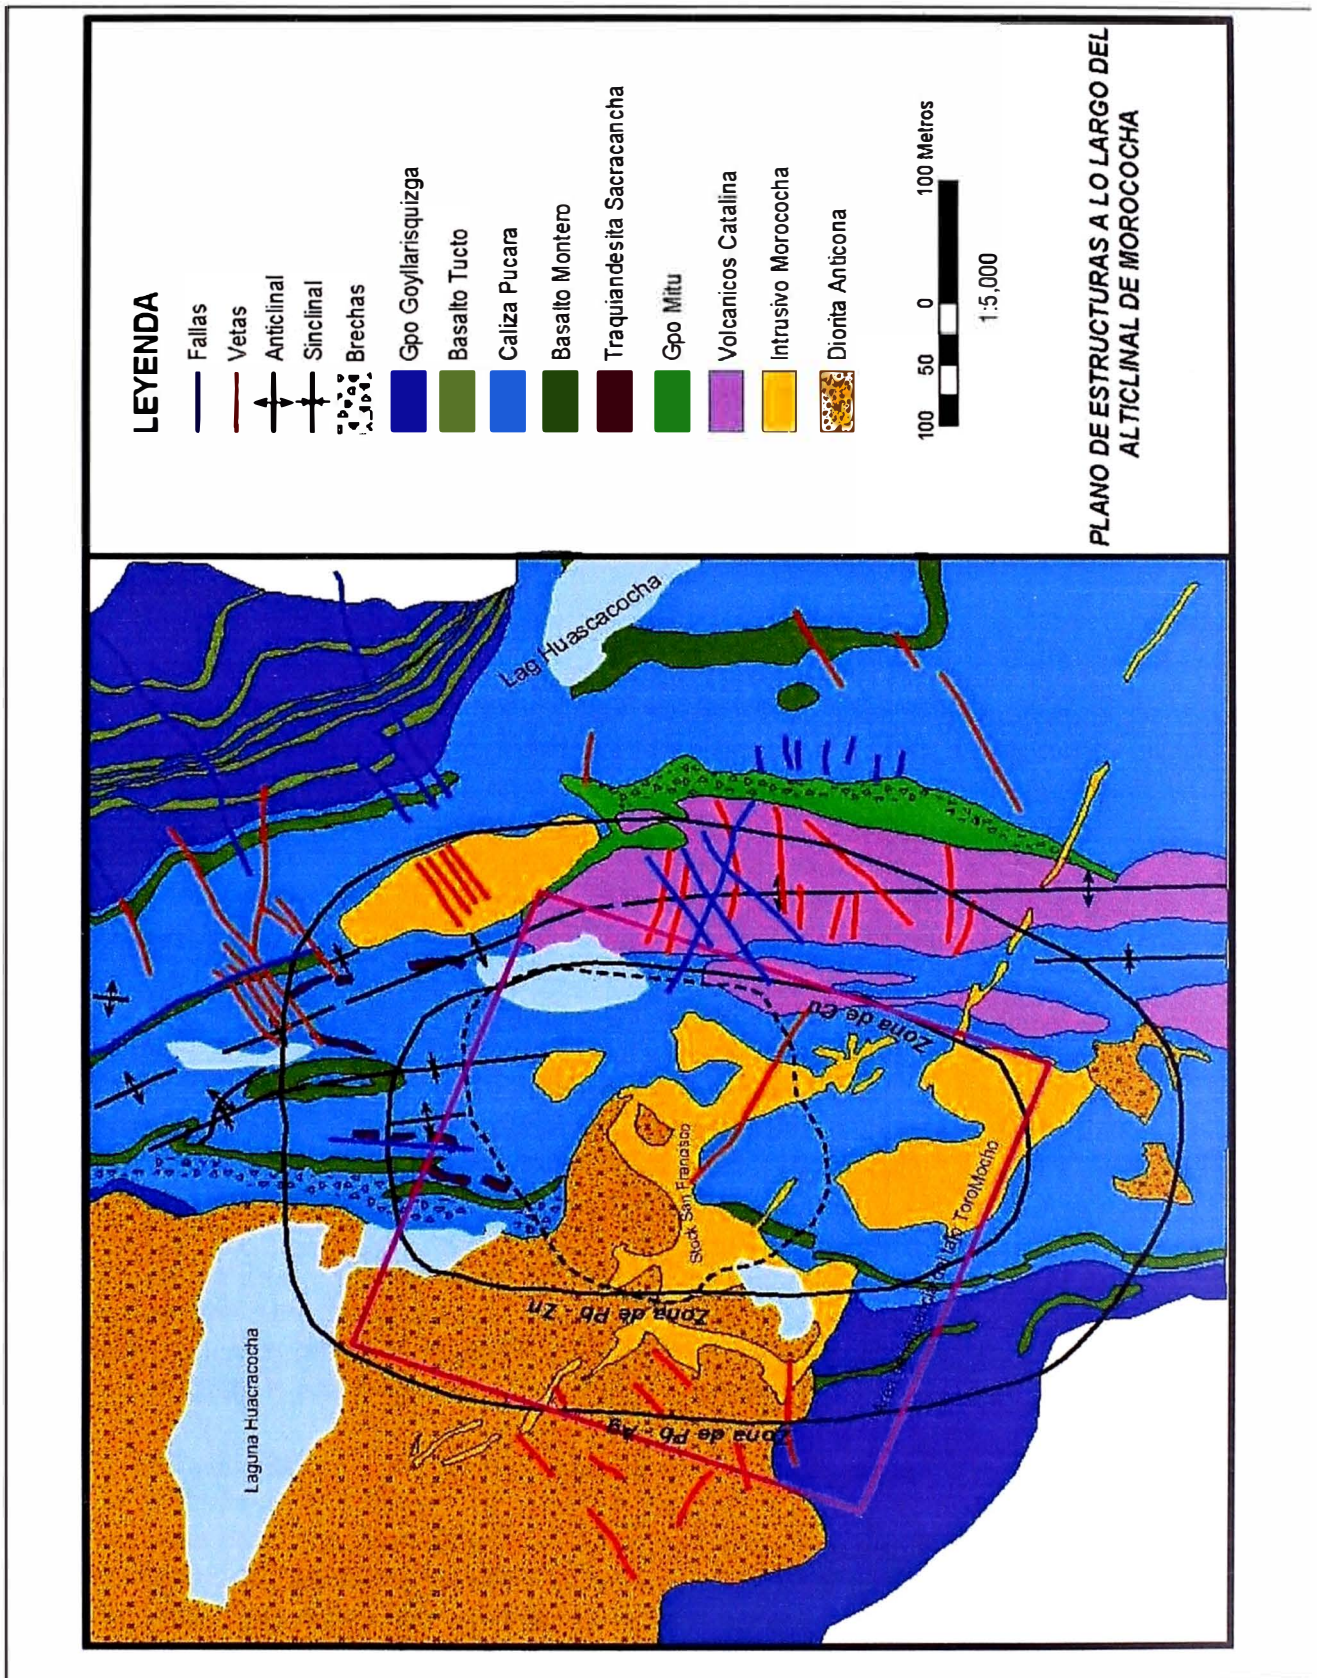 LEYENDA
Fallas
Vetas
Anticlinal
Sinclinal
Brechas
Gpo Goyllarisquizga
Basalto Tucto
Caliza Pucara
Basalto Montero
Traquiandesita Sacracancha
Gpo Mitu
Volcanicos Catalina
Intrusivo Morococha
Diorita Anticona
100 50 0 100 Metros
1:5,000
PLANO DE ESTRUCTURAS A LO LARGO DEL
ALTICLINAL DE MOROCOCHA
Lag Huascacocha
Zona de Cu
Stock San Francisco
ToroMocho
Zona de Pb - Zn
Zona de Pb - Ag
Laguna Huacracocha